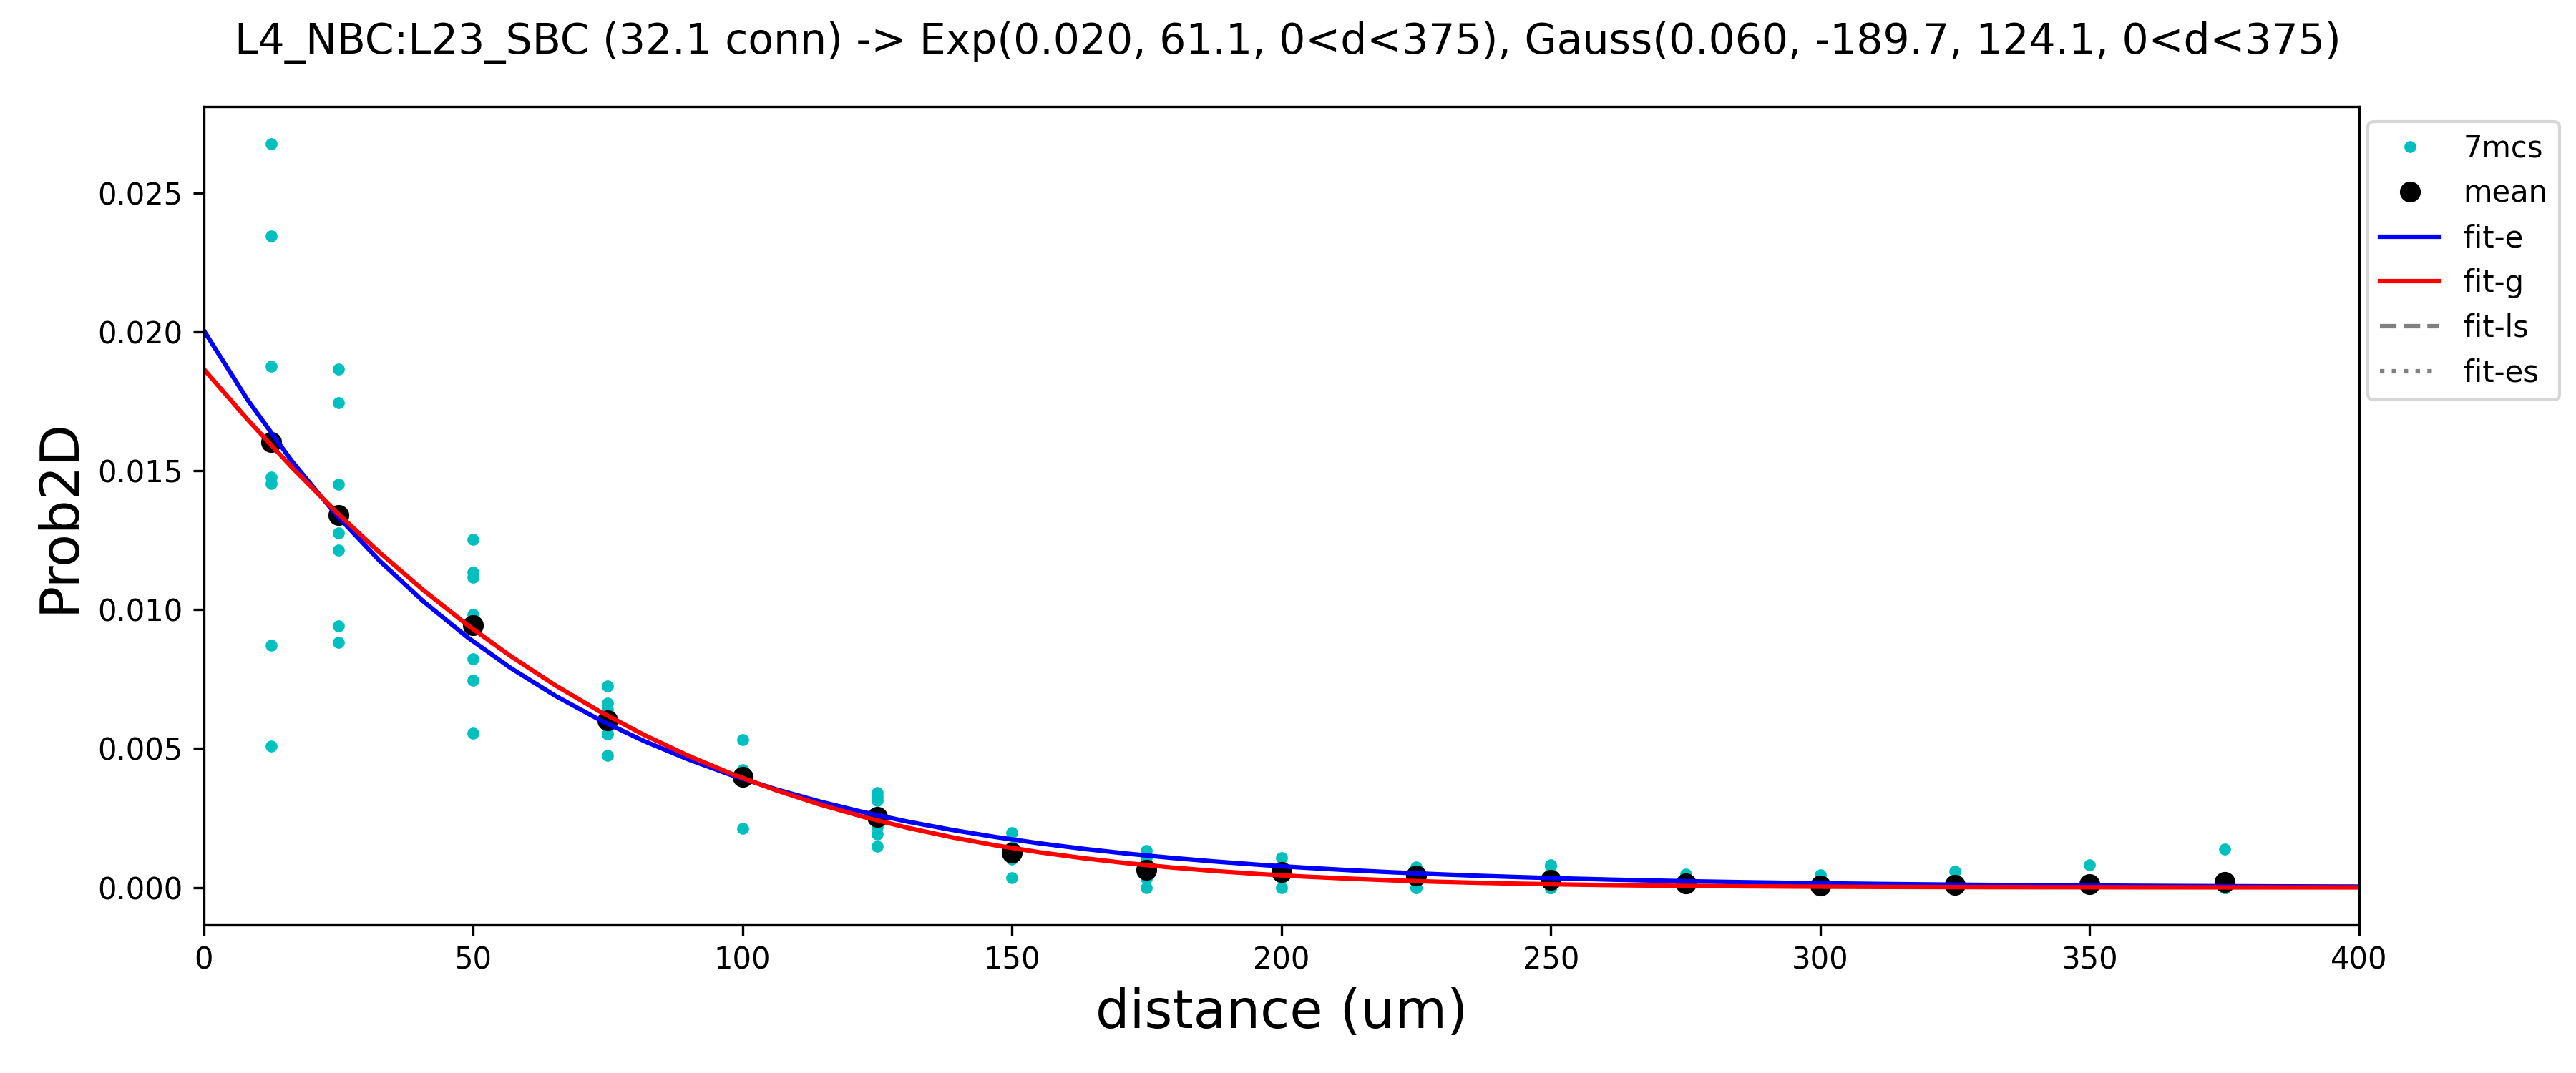 L4_NBC:L23_SBC (32.1 conn) -> Exp(0.020, 61.1, 0<d<375), Gauss(0.060, -189.7, 124.1, 0<d<375)
7mcs
mean
fit-e
fit-g
fit-ls
fit-es
Prob2D
0.025
0.020
0.015
0.010
0.005
0.000
0 50 100 150 200 250 300 350 400
distance (um)